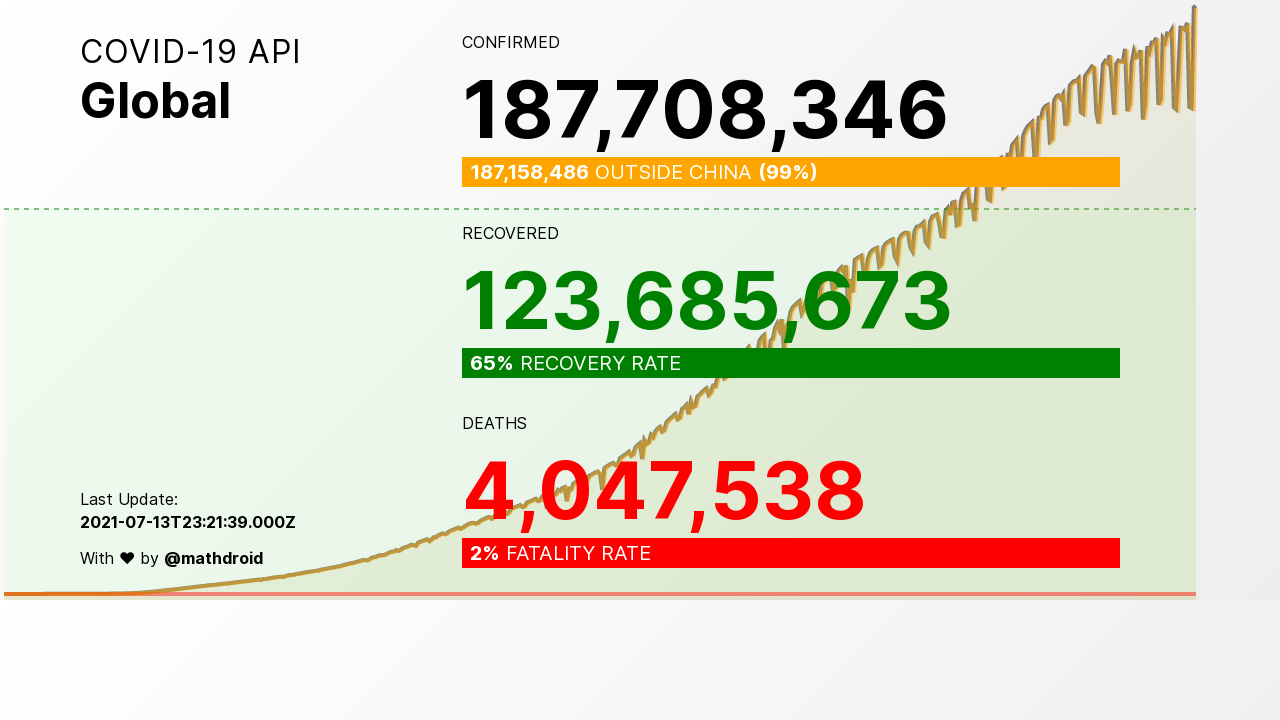 COVID-19 API
Global
CONFIRMED
187,708,346
187,158,486 OUTSIDE CHINA (99%)
RECOVERED
123,685,673
65% RECOVERY RATE
DEATHS
4,047,538
2% FATALITY RATE
Last Update:
2021-07-13T23:21:39.000Z
With ♥ by @mathdroid